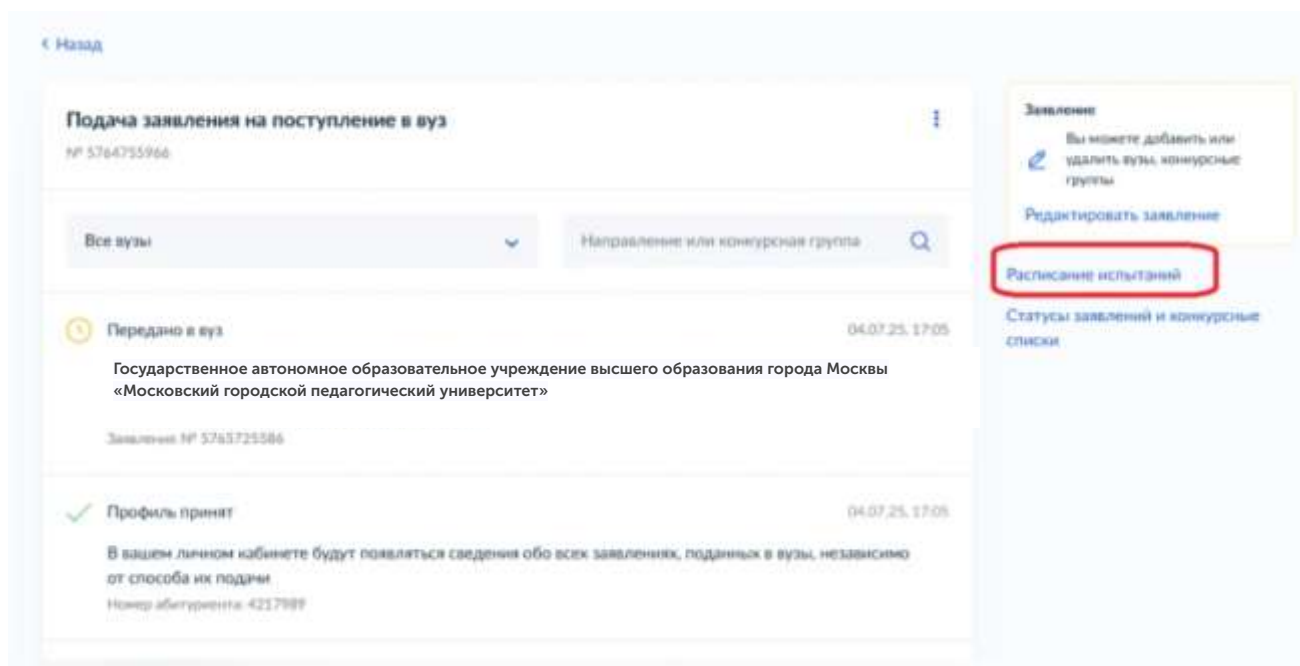 Назад
Подача заявления на поступление в вуз
№ 5764755966
Все вузы
Направление или конкурсная группа
Передано в вуз
04.07.25, 17:05
Государственное автономное образовательное учреждение высшего образования города Москвы
«Московский городской педагогический университет»
Заявление № 5765725586
Профиль принят
04.07.25, 17:05
В вашем личном кабинете будут появляться сведения обо всех заявлениях, поданных в вузы, независимо
от способа их подачи
Номер абитуриента: 4217989
Заявление
Вы можете добавить или
удалить вузы, конкурсные
группы
Редактировать заявление
Расписание испытаний
Статусы заявлений и конкурсные
списки